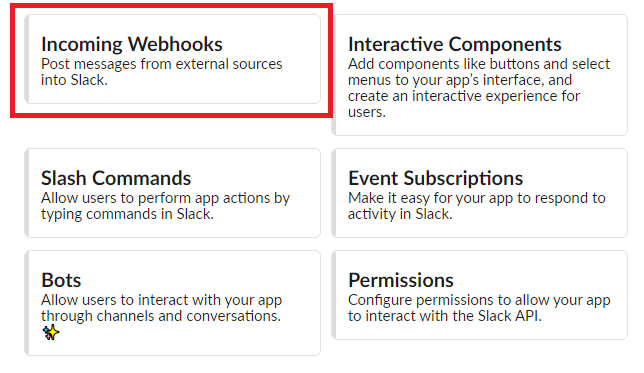 Incoming Webhooks
Post messages from external sources
into Slack.
Interactive Components
Add components like buttons and select
menus to your app's interface, and
create an interactive experience for
users.
Slash Commands
Allow users to perform app actions by
typing commands in Slack.
Event Subscriptions
Make it easy for your app to respond to
activity in Slack.
Bots
Allow users to interact with your app
through channels and conversations.
Permissions
Configure permissions to allow your app
to interact with the Slack API.